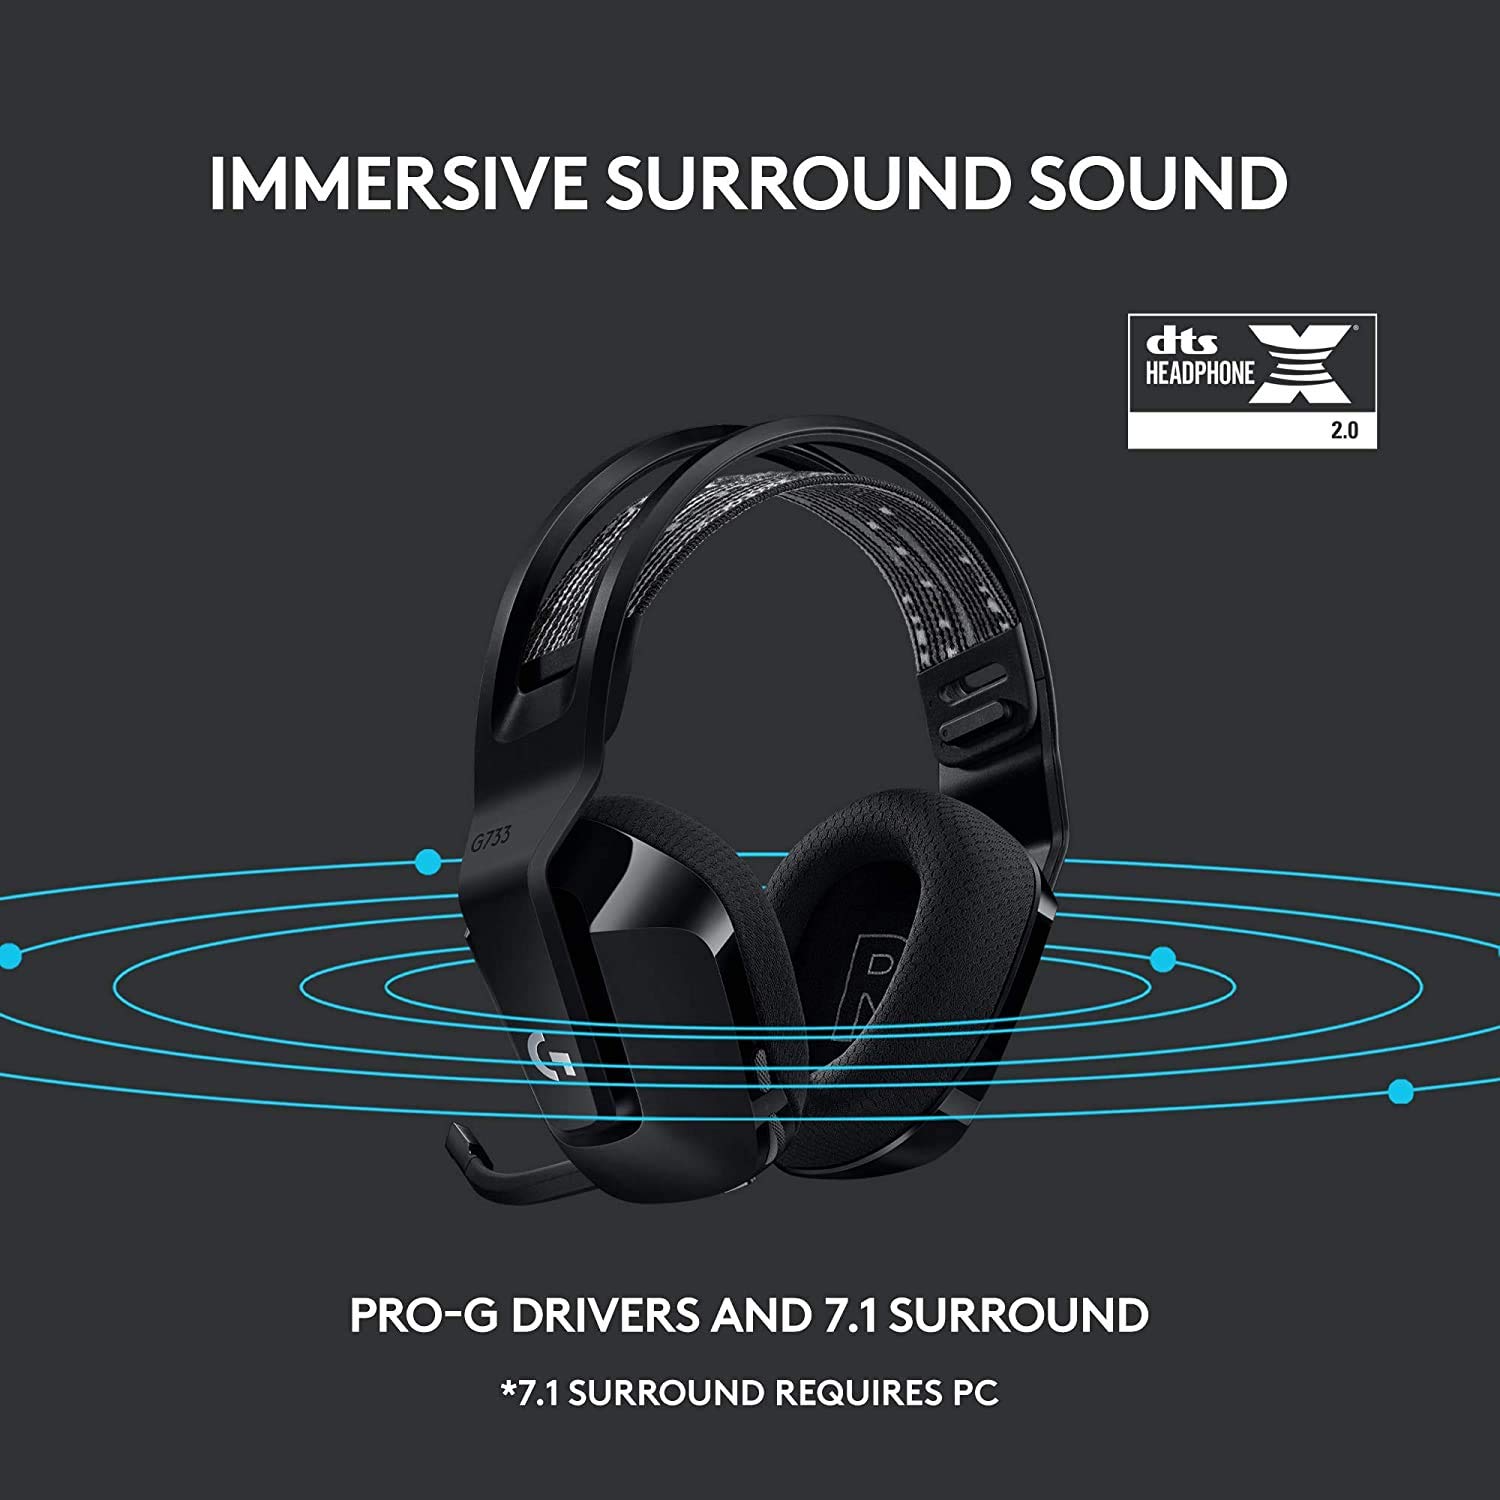 IMMERSIVE SURROUND SOUND
dts
HEADPHONE X®
2.0
G733
G
PRO-G DRIVERS AND 7.1 SURROUND
*7.1 SURROUND REQUIRES PC